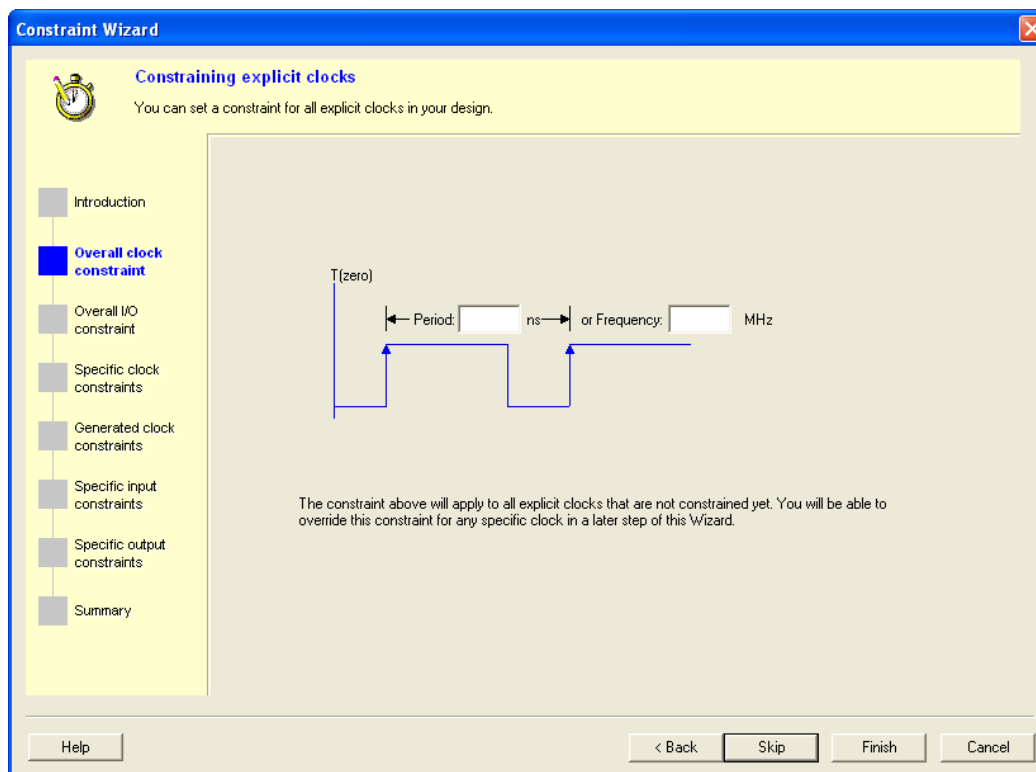 Constraint Wizard
Constraining explicit clocks
You can set a constraint for all explicit clocks in your design.
Introduction
Overall clock
constraint
Overall I/O
constraint
Specific clock
constraints
Generated clock
constraints
Specific input
constraints
Specific output
constraints
Summary
T(zero)
Period: ns or Frequency: MHz
The constraint above will apply to all explicit clocks that are not constrained yet. You will be able to
override this constraint for any specific clock in a later step of this Wizard.
Help < Back Skip Finish Cancel